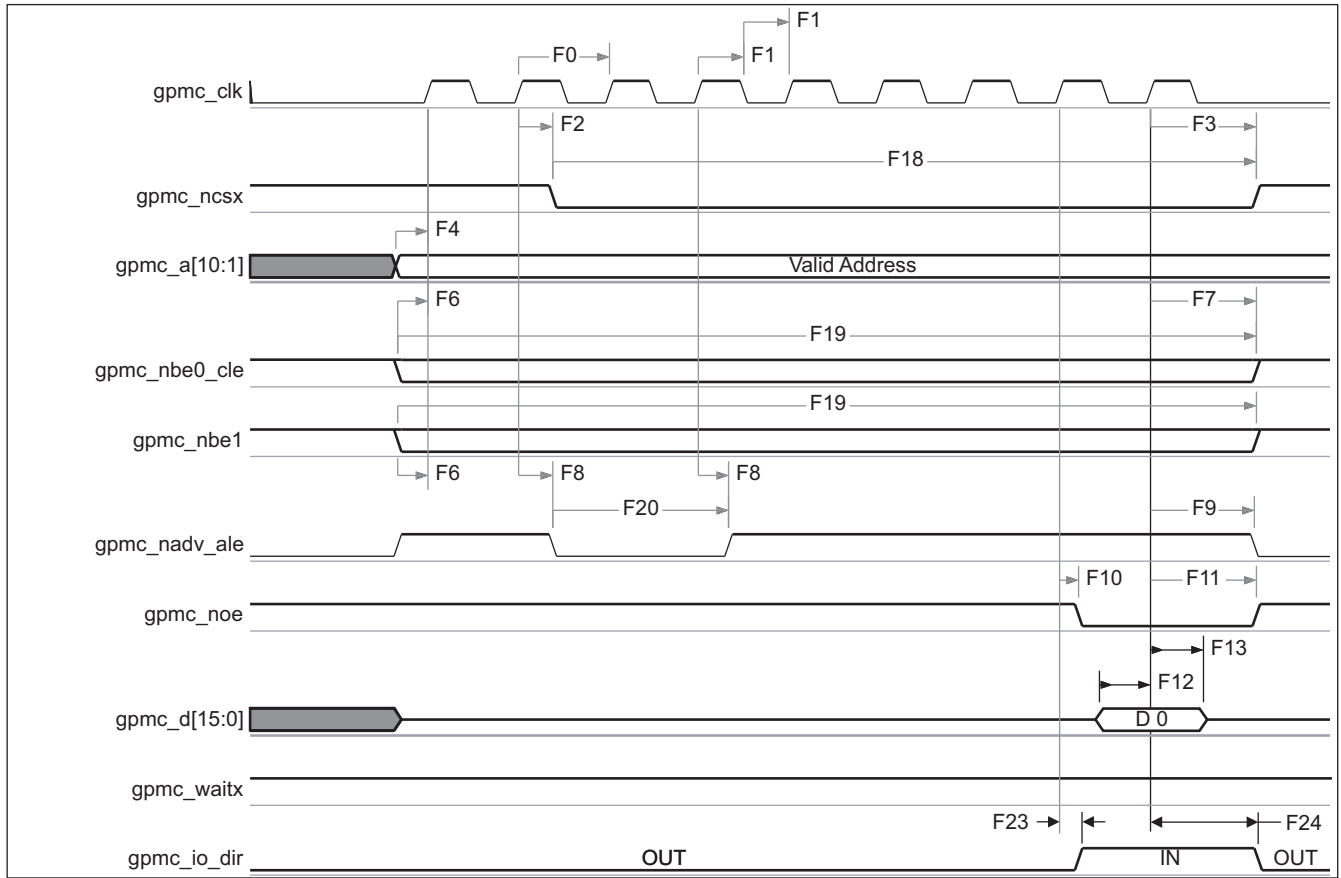 F1
F0
F1
gpmc_clk
F2
F3
F18
gpmc_ncsx
F4
gpmc_a[10:1]
Valid Address
F6
F7
F19
gpmc_nbe0_cle
F19
gpmc_nbe1
F6
F8
F8
F20
F9
gpmc_nadv_ale
F10
F11
gpmc_noe
F13
F12
gpmc_d[15:0]
D 0
gpmc_waitx
F23
F24
gpmc_io_dir
OUT
IN
OUT